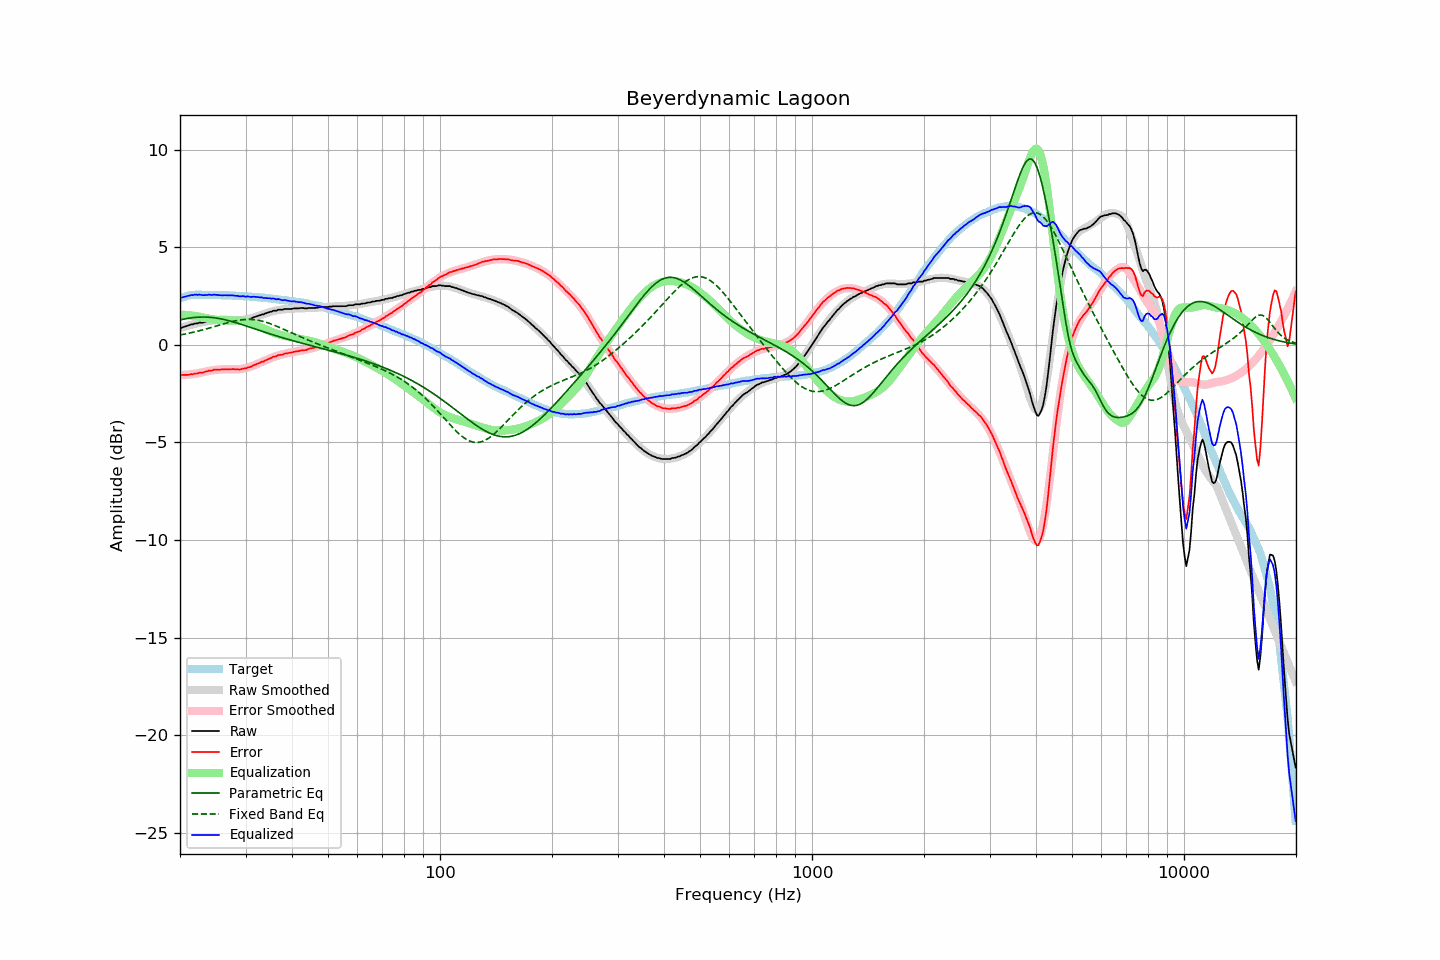 Beyerdynamic Lagoon
10
5
0
−5
−10
−15
−20
−25
Amplitude (dBr)
Target
Raw Smoothed
Error Smoothed
Raw
Error
Equalization
Parametric Eq
Fixed Band Eq
Equalized
100
1000
10000
Frequency (Hz)